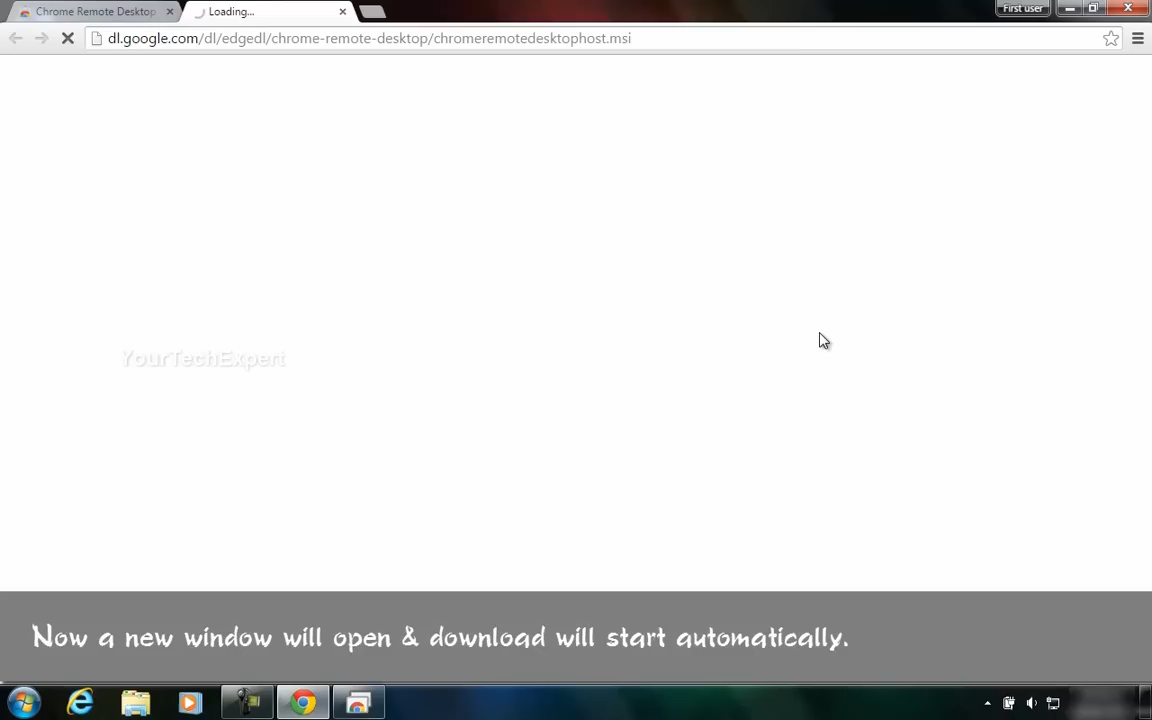 Chrome Remote Desktop
Loading...
First user
dl.google.com/dl/edgedl/chrome-remote-desktop/chromeremotedesktophost.msi
YourTechExpert
Now a new window will open & download will start automatically.